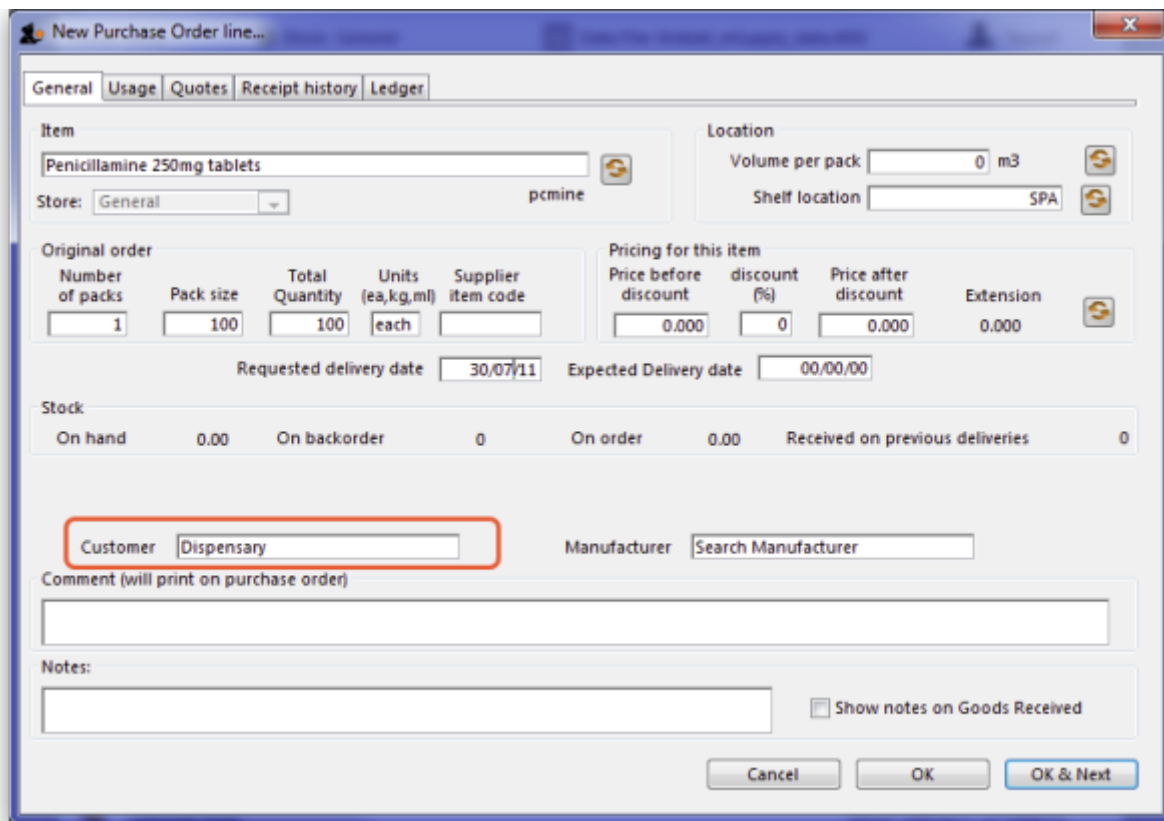 New Purchase Order line...
General Usage Quotes Receipt history Ledger
Item
Penicillamine 250mg tablets
Store: General
pcmine
Location
Volume per pack 0 m3
Shelf location SPA
Original order
Number of packs
Pack size
Total Quantity
Units (ea,kg,ml)
Supplier item code
1 100 100 each
Pricing for this item
Price before discount
discount (%)
Price after discount
Extension
0.000 0 0.000 0.000
Requested delivery date 30/07/11 Expected Delivery date 00/00/00
Stock
On hand 0.00 On backorder 0 On order 0.00 Received on previous deliveries 0
Customer Dispensary Manufacturer Search Manufacturer
Comment (will print on purchase order)
Notes:
Show notes on Goods Received
Cancel OK OK & Next